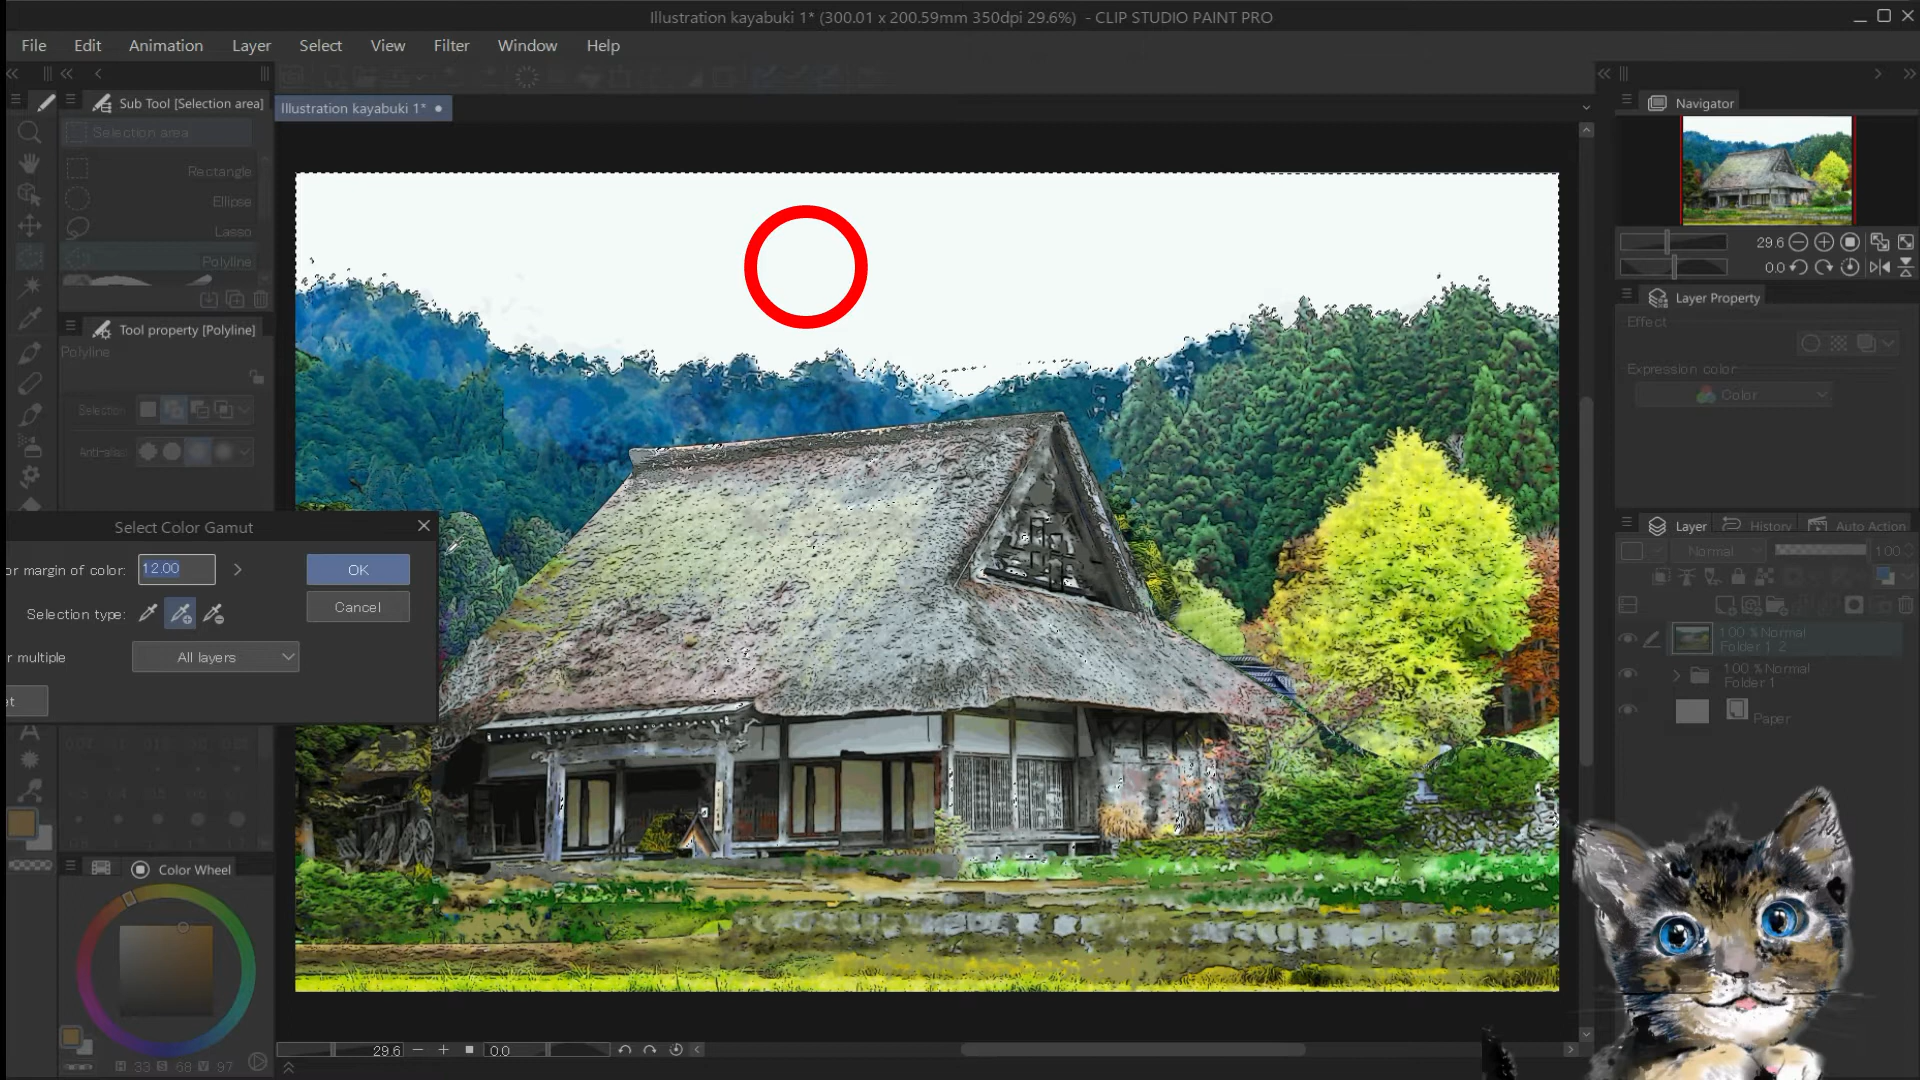 Illustration kayabuki 1* (300.01 x 200.59mm 350dpi 29.6%) - CLIP STUDIO PAINT PRO
File Edit Animation Layer Select View Filter Window Help
Sub Tool [Selection area]
Selection area
Rectangle
Ellipse
Lasso
Polyline
Tool property [Polyline]
Polyline
Selection
Anti-alias
Illustration kayabuki 1*
Select Color Gamut
or margin of color: 12.00
OK
Selection type:
Cancel
r multiple All layers
et
Color Wheel
H 33 S 68 V 97
29.6 0.0
Navigator
29.6
0.0
Layer Property
Effect
Expression color
Color
Layer History Auto Action
Normal 100
100 % Normal
Folder 1 2
100 % Normal
Folder 1
Paper